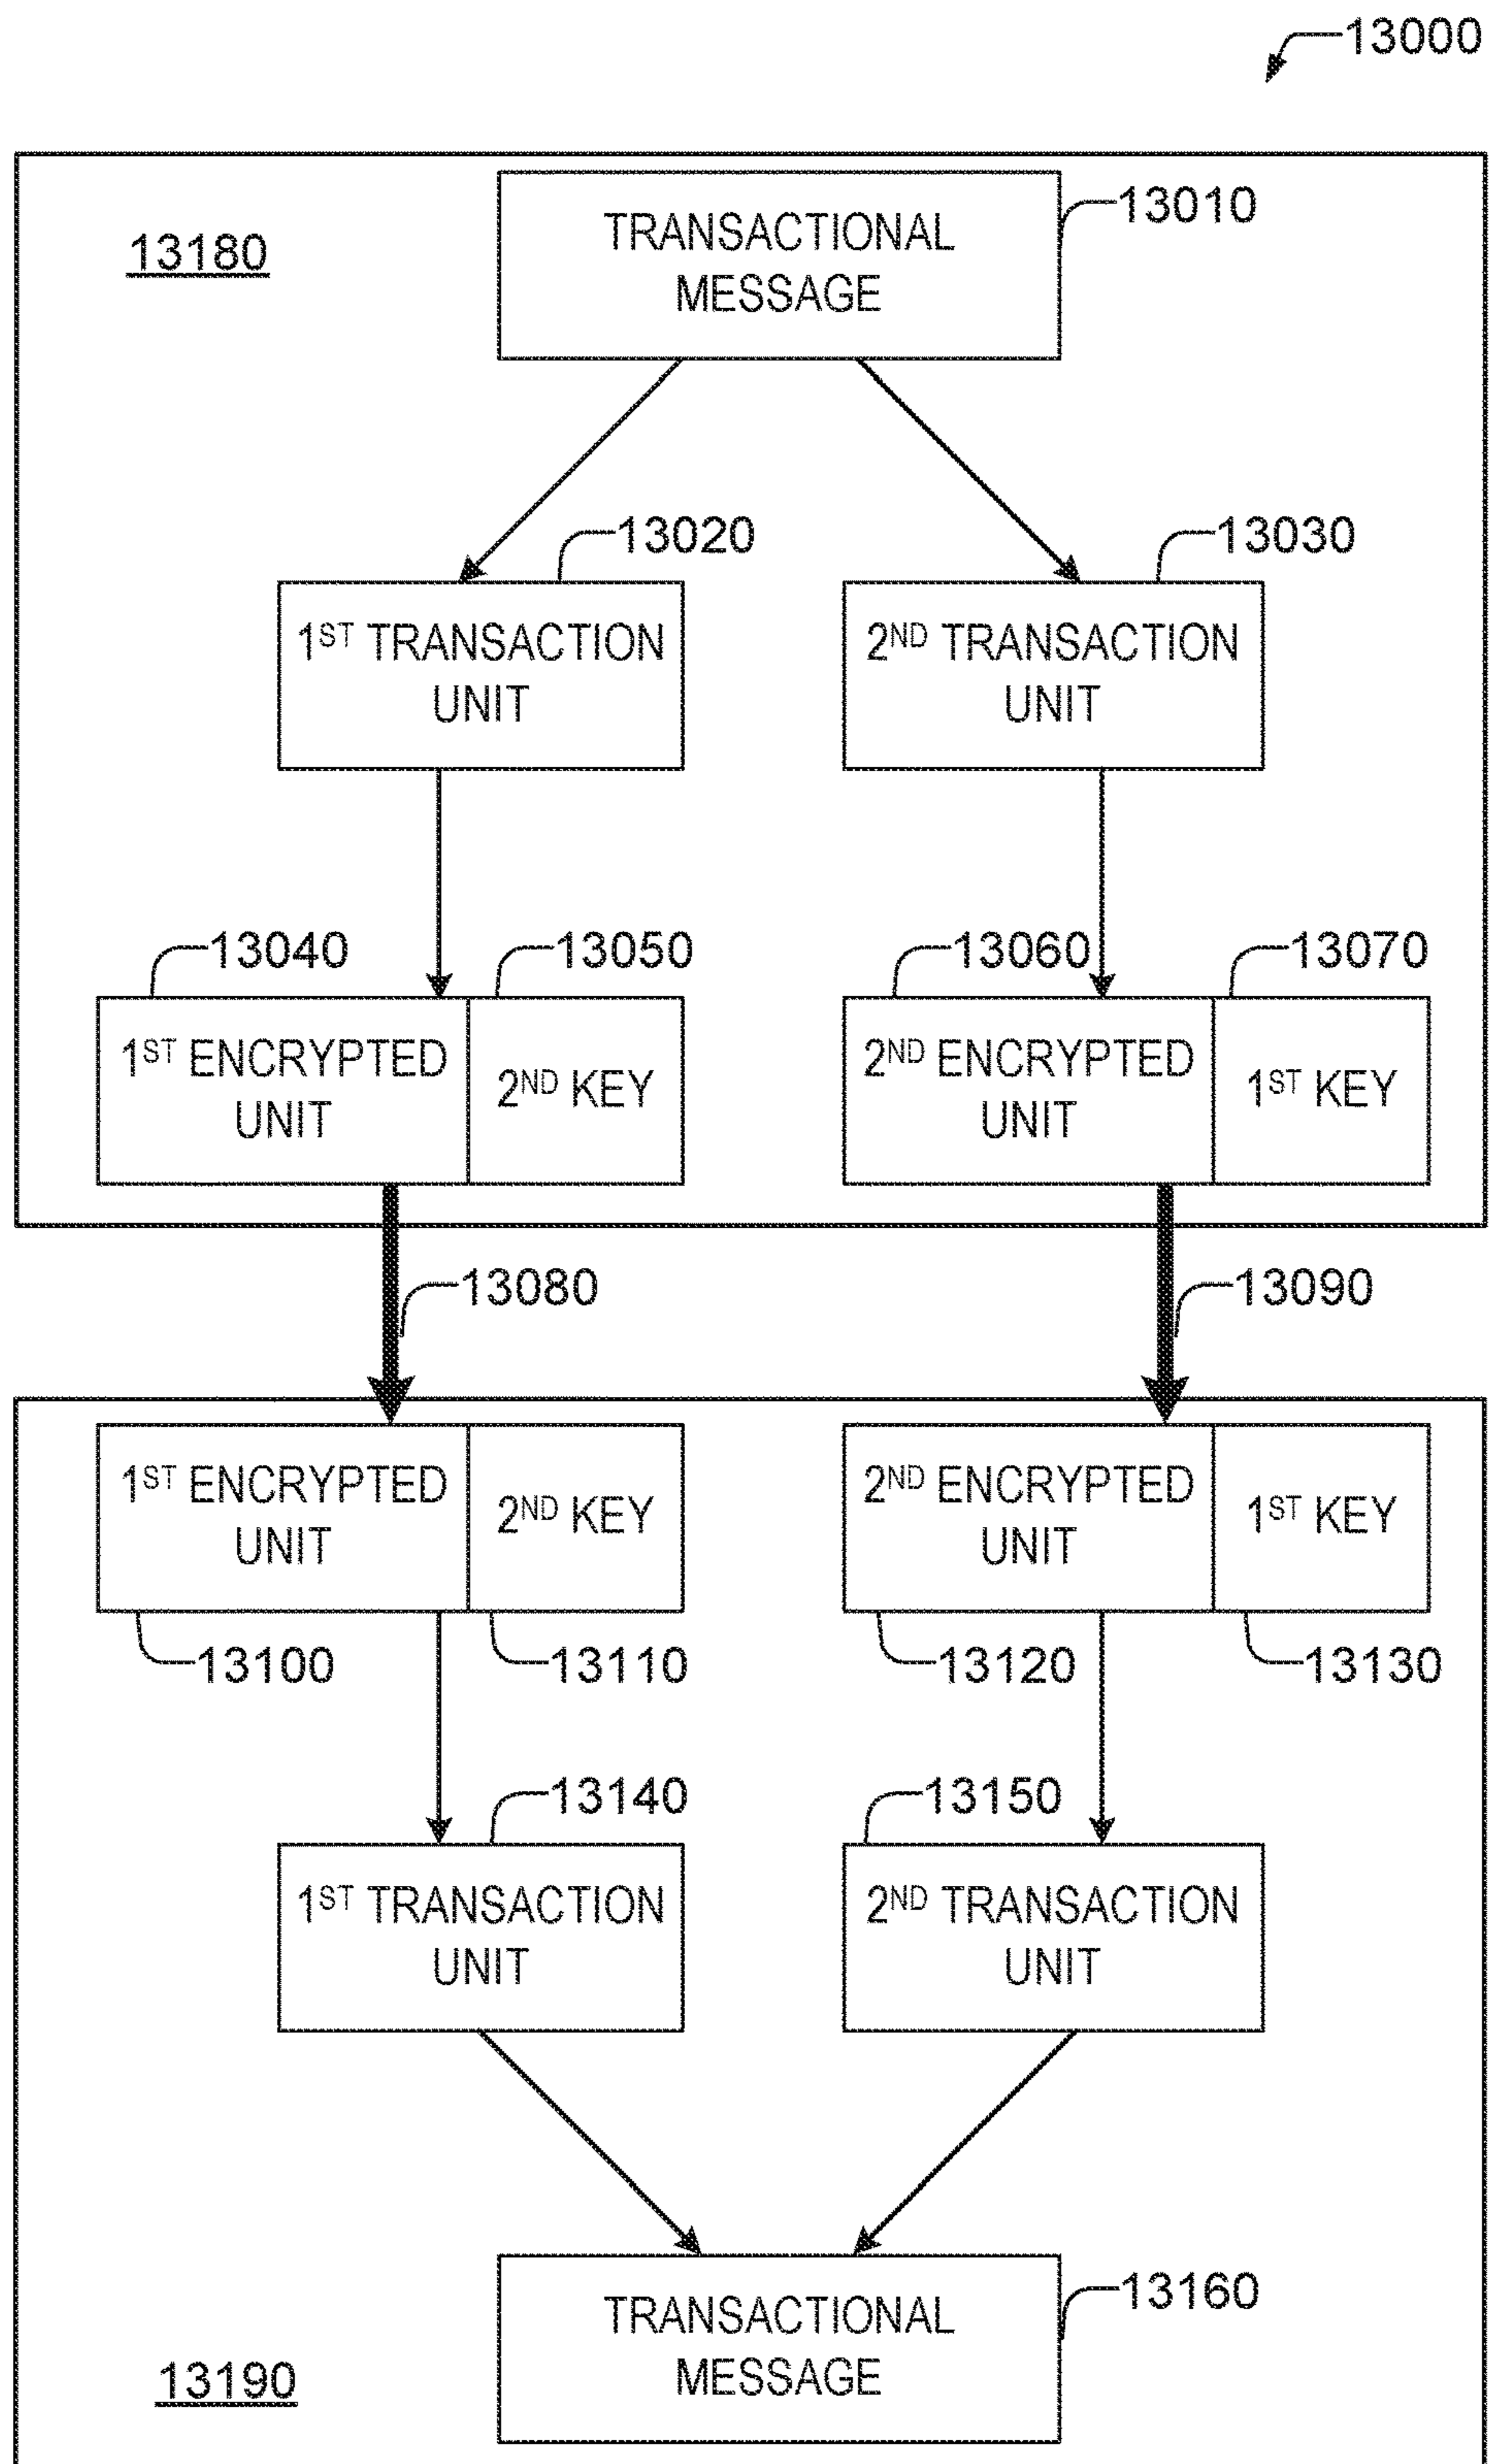 13000
13180
TRANSACTIONAL
MESSAGE
13010
13020
13030
1ST TRANSACTION
UNIT
2ND TRANSACTION
UNIT
13040
13050
13060
13070
1ST ENCRYPTED
UNIT
2ND KEY
2ND ENCRYPTED
UNIT
1ST KEY
13080
13090
1ST ENCRYPTED
UNIT
2ND KEY
2ND ENCRYPTED
UNIT
1ST KEY
13100
13110
13120
13130
13140
13150
1ST TRANSACTION
UNIT
2ND TRANSACTION
UNIT
TRANSACTIONAL
MESSAGE
13160
13190